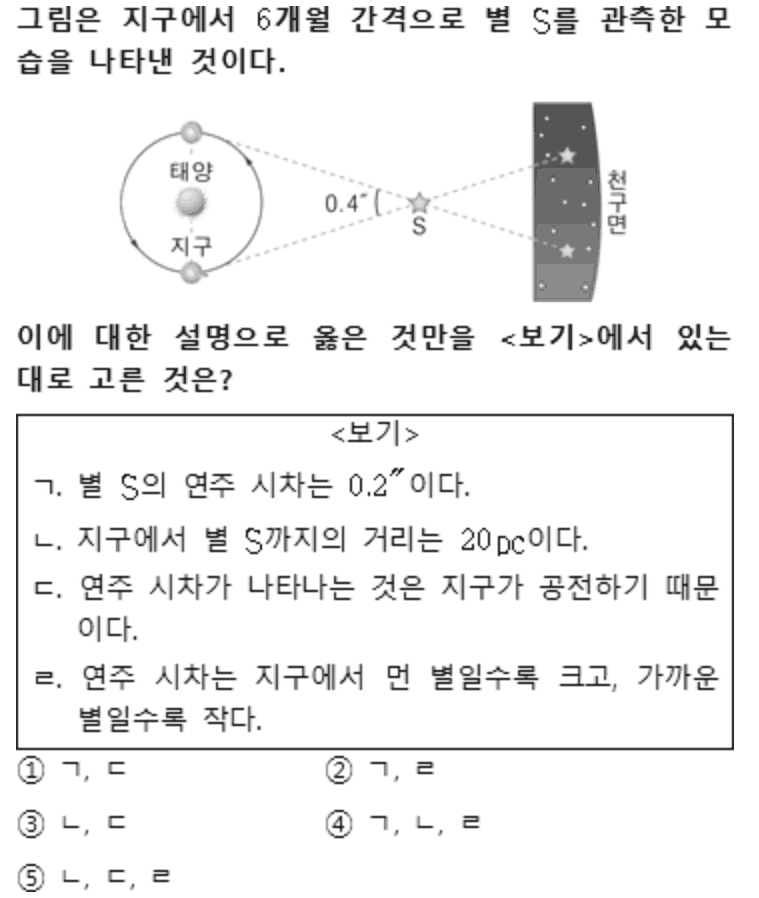 그림은 지구에서 6개월 간격으로 별 S를 관측한 모
습을 나타낸 것이다.
태양
지구
0.4″
S
천구면
이에 대한 설명으로 옳은 것만을 <보기>에서 있는
대로 고른 것은?
<보기>
ㄱ. 별 S의 연주 시차는 0.2″이다.
ㄴ. 지구에서 별 S까지의 거리는 20pc이다.
ㄷ. 연주 시차가 나타나는 것은 지구가 공전하기 때문
이다.
ㄹ. 연주 시차는 지구에서 먼 별일수록 크고, 가까운
별일수록 작다.
① ㄱ, ㄷ ② ㄱ, ㄹ
③ ㄴ, ㄷ ④ ㄱ, ㄴ, ㄹ
⑤ ㄴ, ㄷ, ㄹ